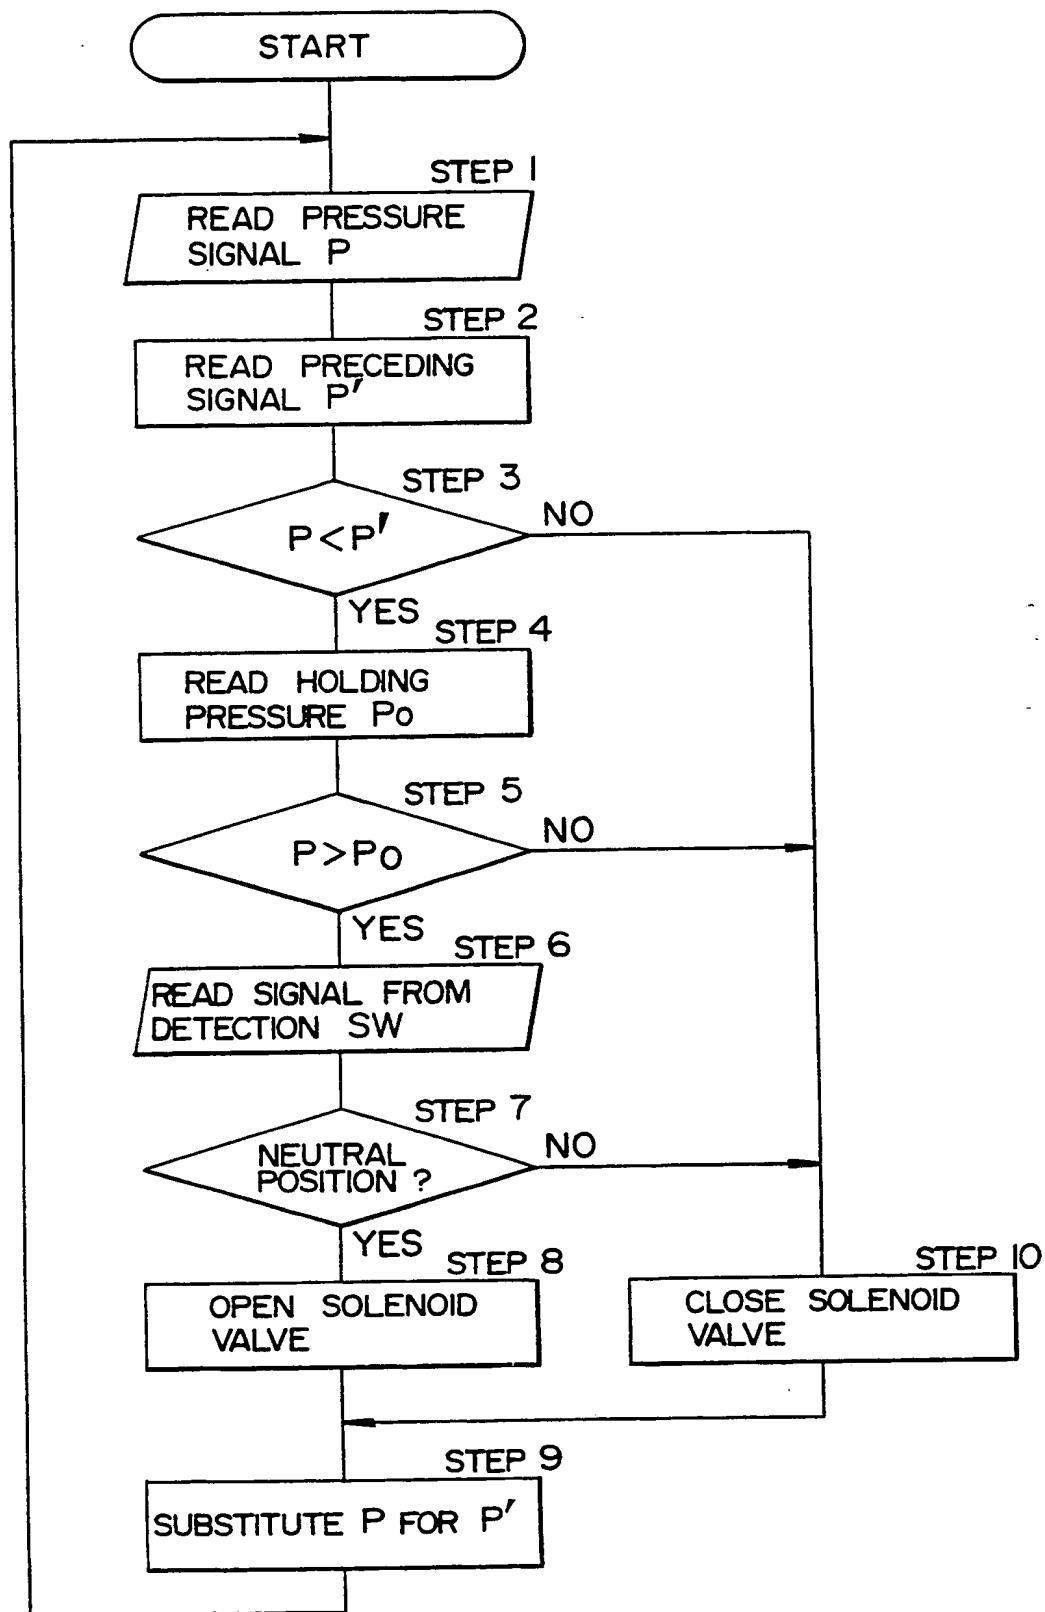 START
STEP 1
READ PRESSURE
SIGNAL P
STEP 2
READ PRECEDING
SIGNAL P'
STEP 3
P<P'
NO
YES
STEP 4
READ HOLDING
PRESSURE Po
STEP 5
P>Po
NO
YES
STEP 6
READ SIGNAL FROM
DETECTION SW
STEP 7
NEUTRAL
POSITION ?
NO
YES
STEP 8
OPEN SOLENOID
VALVE
STEP 10
CLOSE SOLENOID
VALVE
STEP 9
SUBSTITUTE P FOR P'